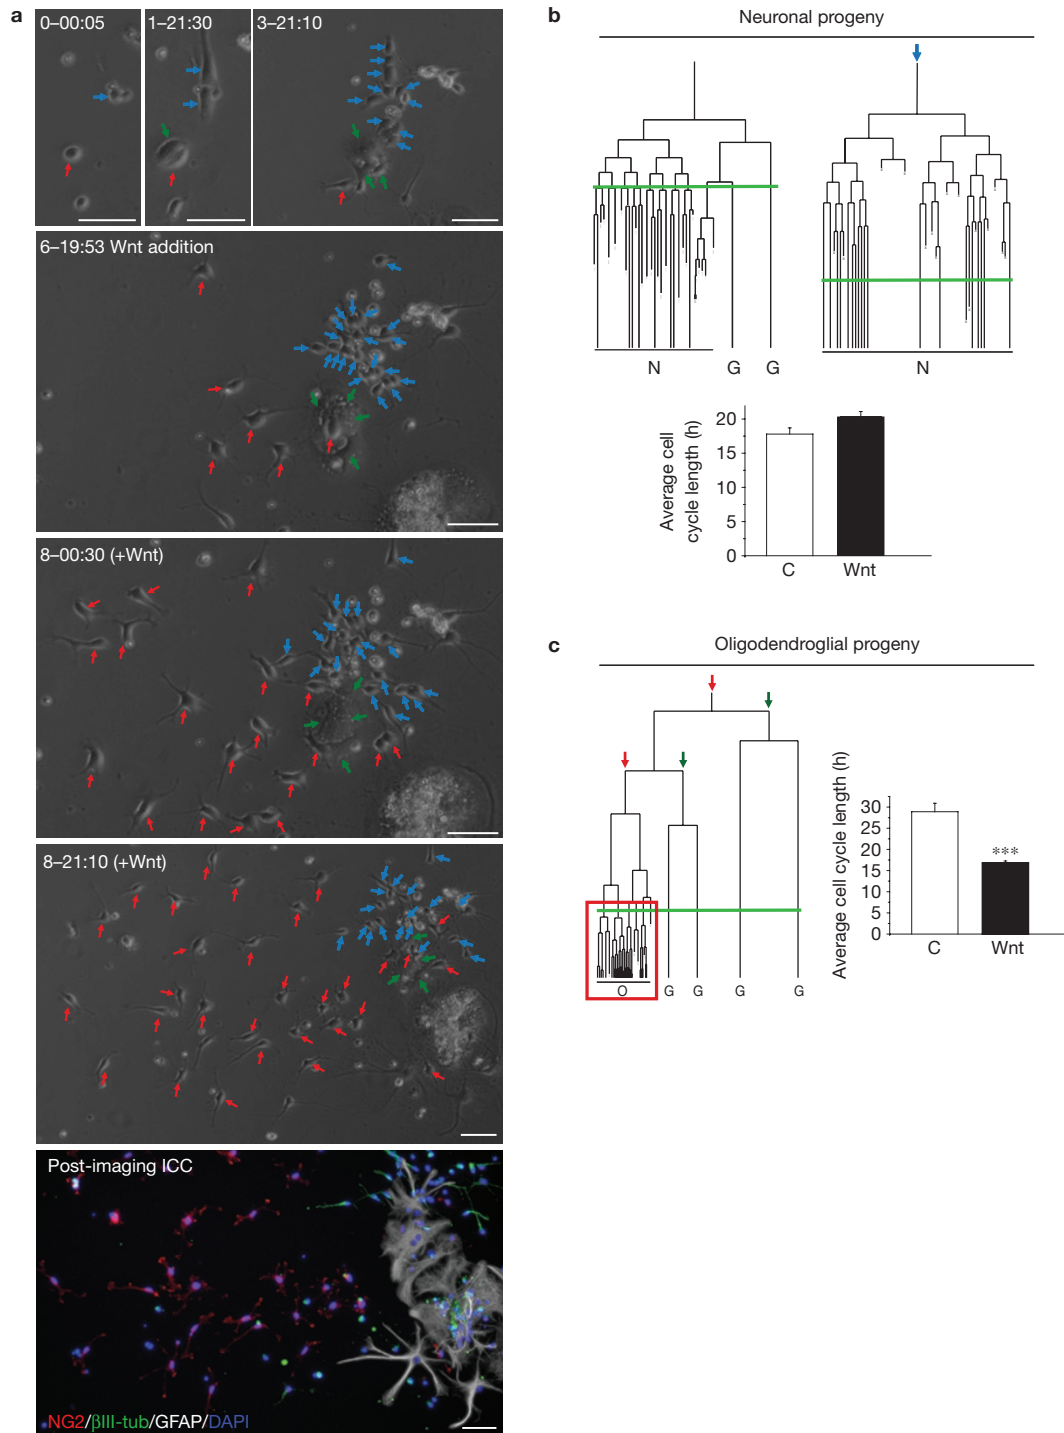 a
0–00:05
1–21:30
3–21:10
6–19:53 Wnt addition
8–00:30 (+Wnt)
8–21:10 (+Wnt)
Post-imaging ICC
NG2/βIII-tub/GFAP/DAPI
b
Neuronal progeny
N
G
G
N
Average cell
cycle length (h)
20
15
10
5
0
C
Wnt
c
Oligodendroglial progeny
O
G
G
G
G
Average cell cycle length (h)
30
25
20
15
10
5
0
***
C
Wnt